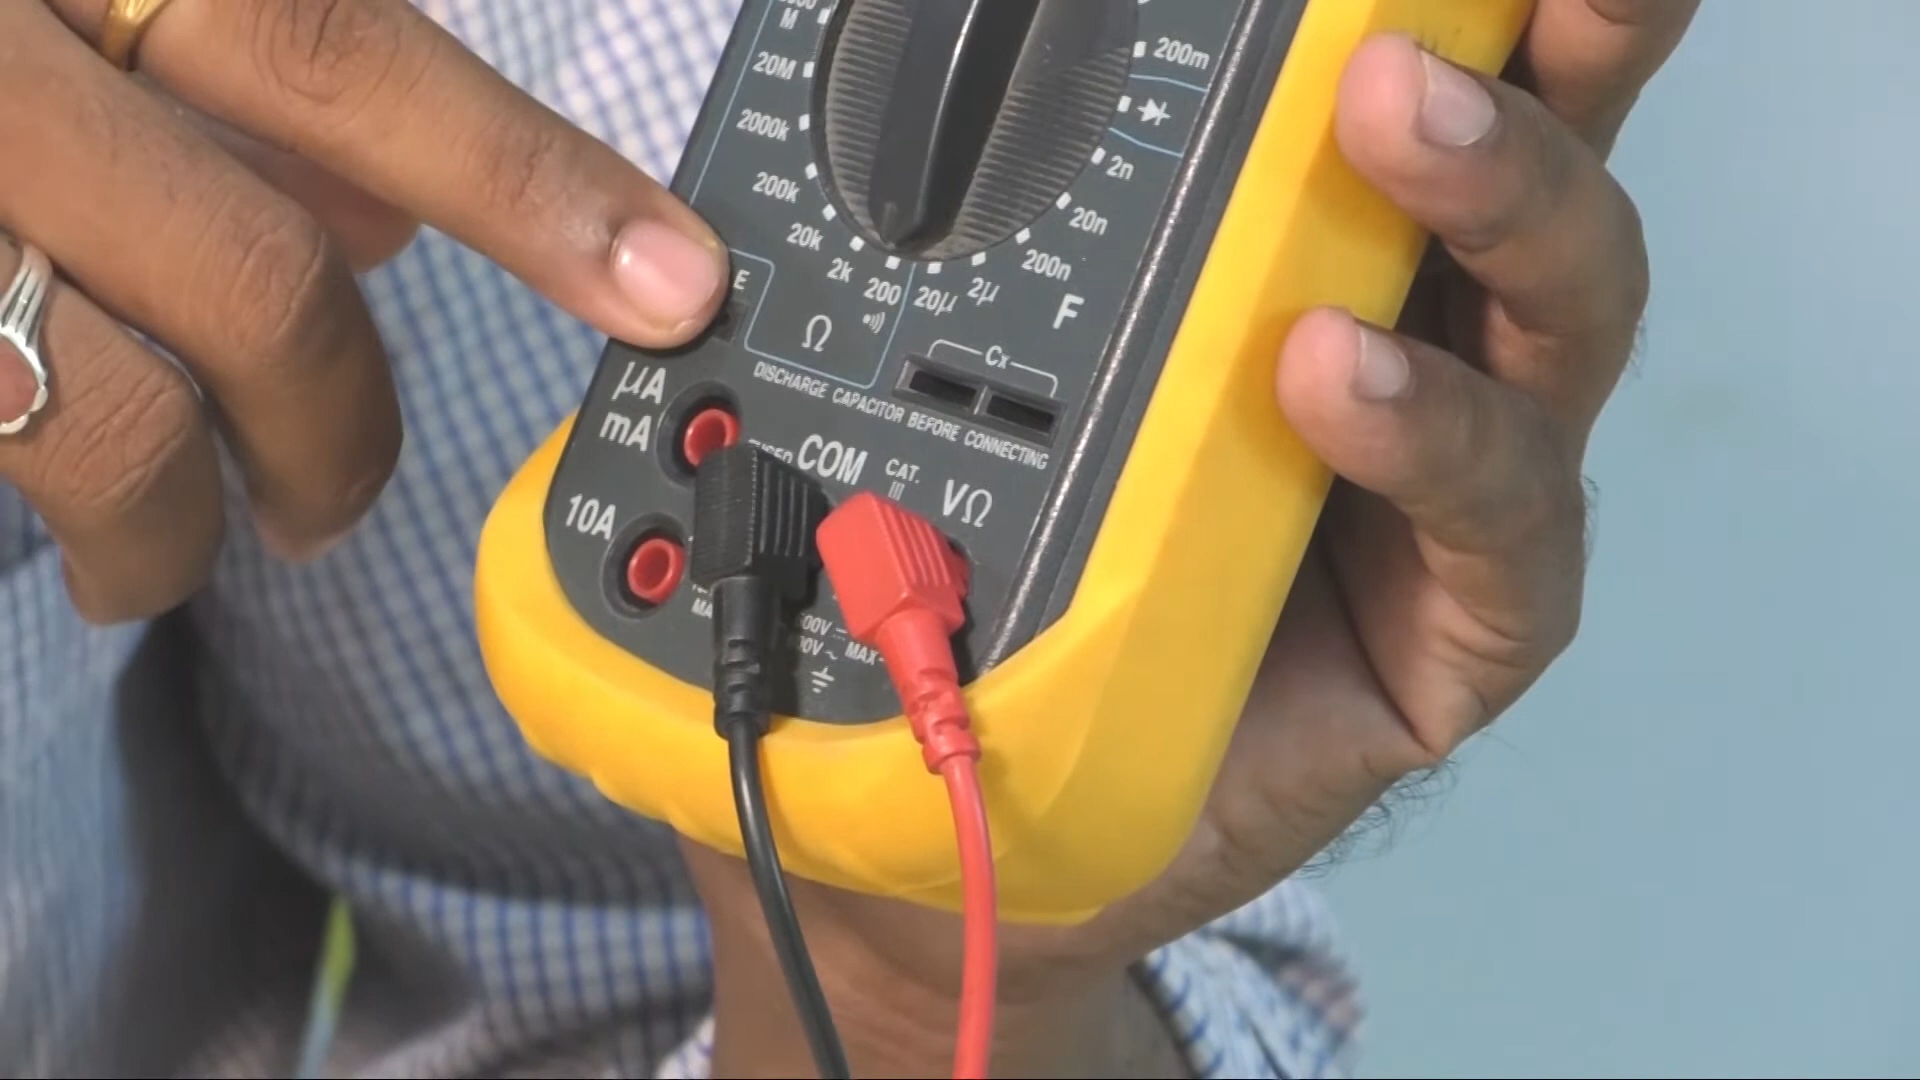 M
200m
20M
2000k
2n
200k
20n
20k
200n
2k
2µ
E
200
20µ
F
Ω
Cx
DISCHARGE CAPACITOR BEFORE CONNECTING
µA
mA
COM
CAT.
III
VΩ
10A
MAX